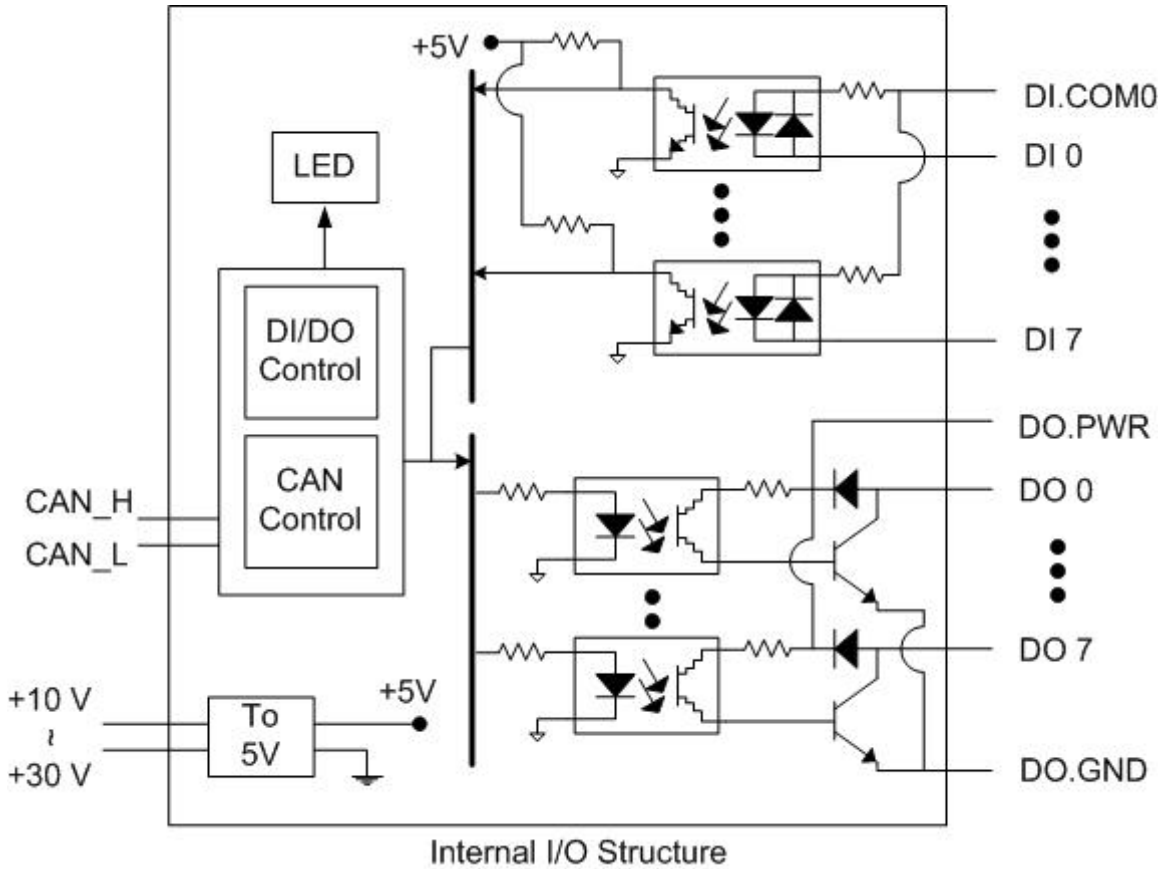 +5V
DI.COM0
LED
DI 0
DI/DO
Control
DI 7
DO.PWR
CAN
Control
CAN_H
CAN_L
DO 0
DO 7
+10 V
~
+30 V
To
5V
+5V
DO.GND
Internal I/O Structure